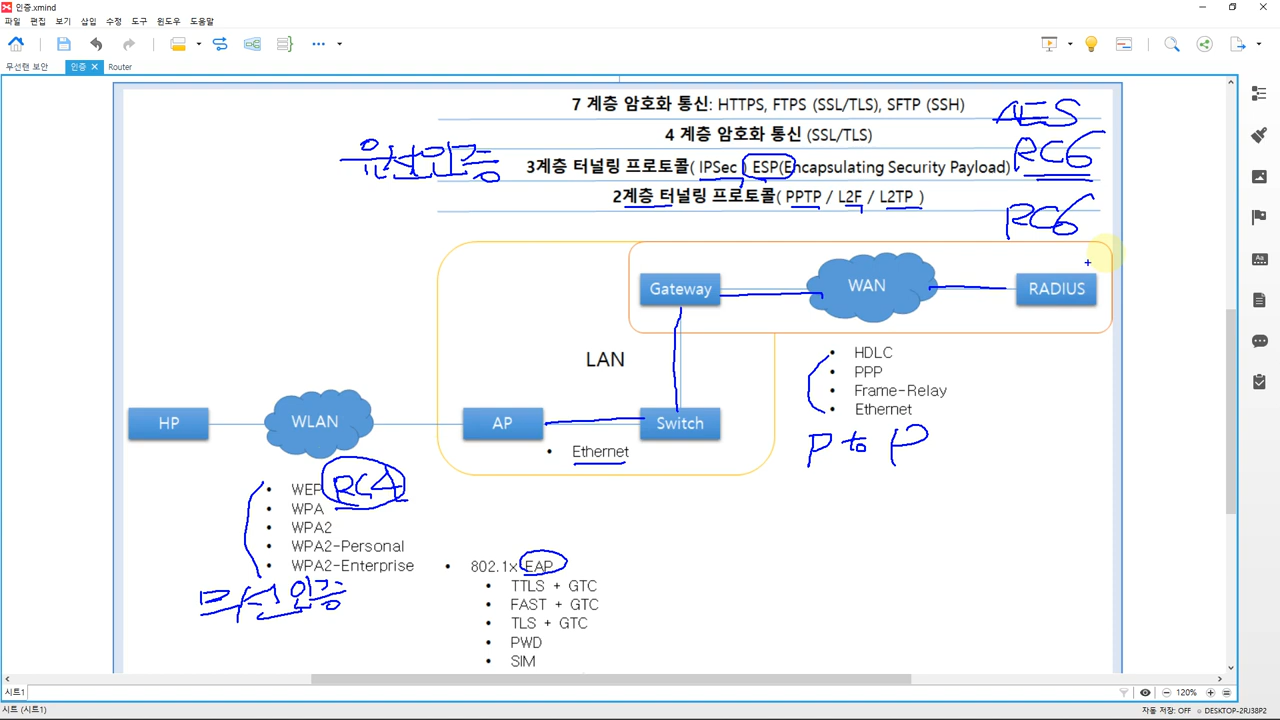 인증.xmind
파일 편집 보기 삽입 수정 도구 윈도우 도움말
무선랜 보안 인증 Router
7 계층 암호화 통신: HTTPS, FTPS (SSL/TLS), SFTP (SSH)
AES
4 계층 암호화 통신 (SSL/TLS)
유선인증
3계층 터널링 프로토콜( IPSec ) ESP(Encapsulating Security Payload)
RC6
2계층 터널링 프로토콜( PPTP / L2F / L2TP )
RC6
Gateway
WAN
RADIUS
LAN
HDLC
PPP
Frame-Relay
Ethernet
P to P
HP
WLAN
AP
Switch
Ethernet
WEP
RC4
WPA
WPA2
WPA2-Personal
WPA2-Enterprise
무선인증
802.1x EAP
TTLS + GTC
FAST + GTC
TLS + GTC
PWD
SIM
시트1
120%
시트 (시트1)
자동 저장: OFF
DESKTOP-2RJ38P2